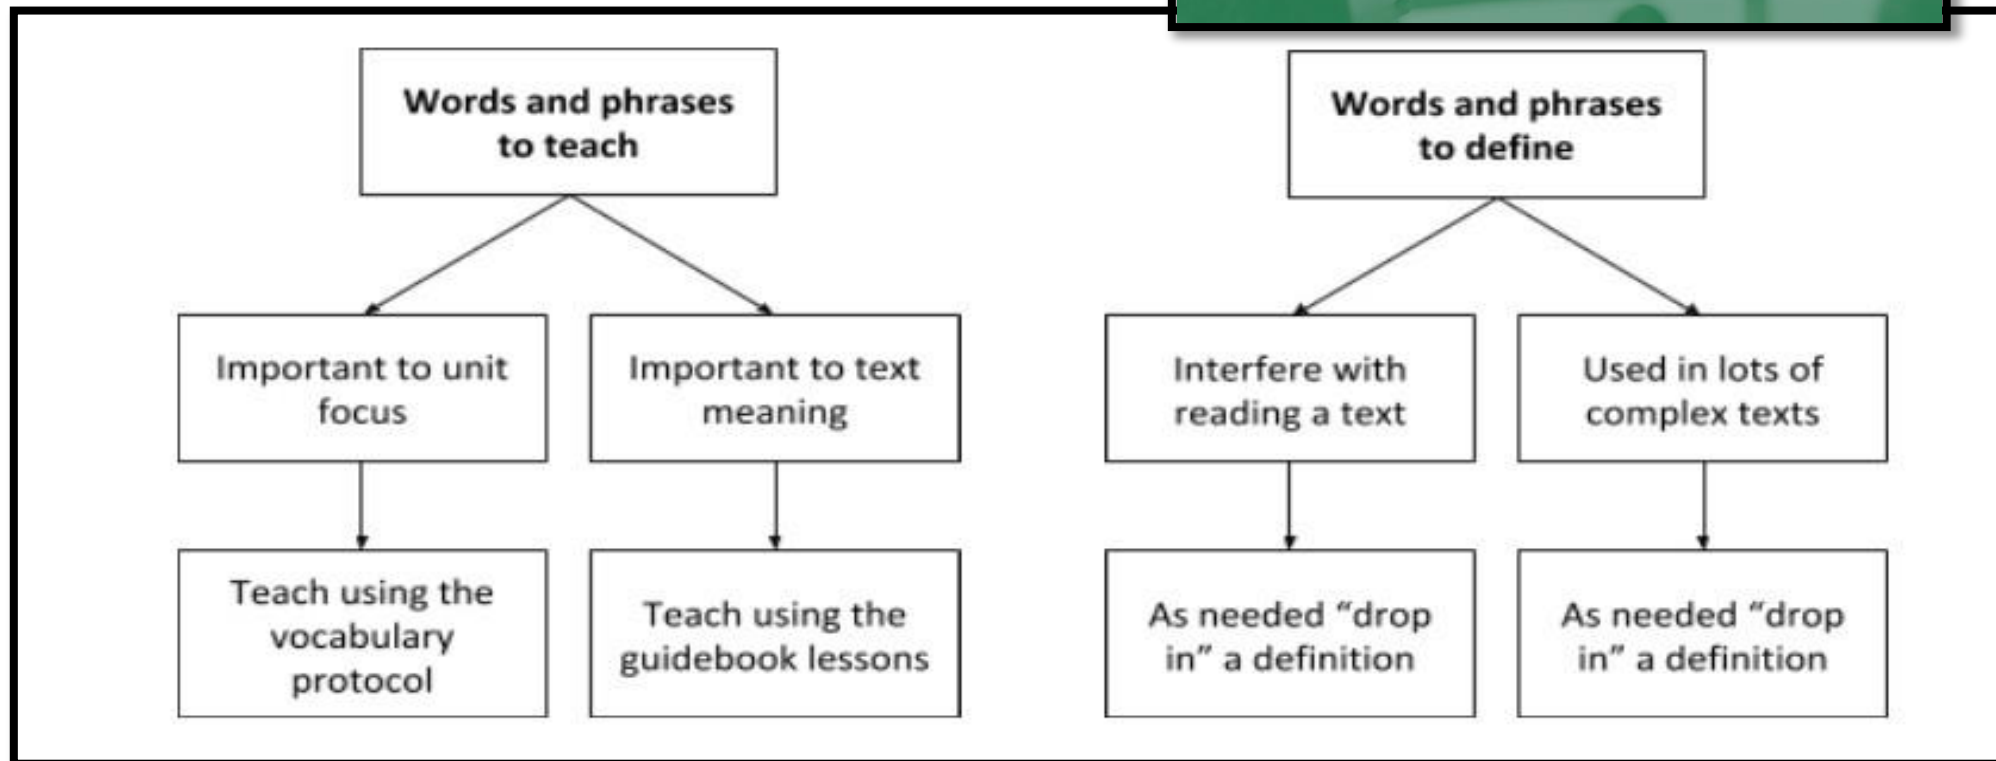 Words and phrases
to teach
Important to unit
focus
Important to text
meaning
Teach using the
vocabulary
protocol
Teach using the
guidebook lessons
Words and phrases
to define
Interfere with
reading a text
Used in lots of
complex texts
As needed “drop
in” a definition
As needed “drop
in” a definition